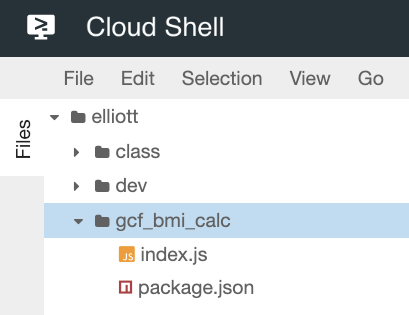 Cloud Shell
File Edit Selection View Go
Files
elliott
class
dev
gcf_bmi_calc
JS index.js
package.json